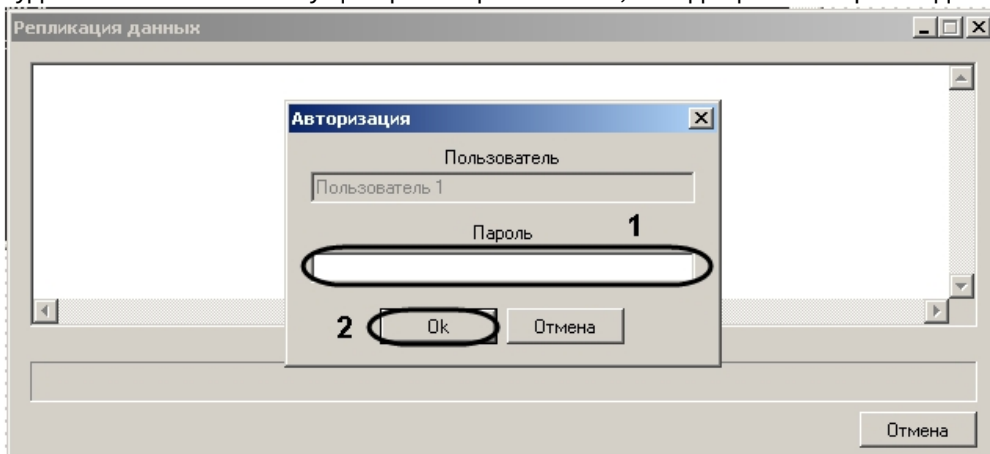 Репликация данных
Авторизация
Пользователь
Пользователь 1
Пароль
1
2
Ok
Отмена
Отмена